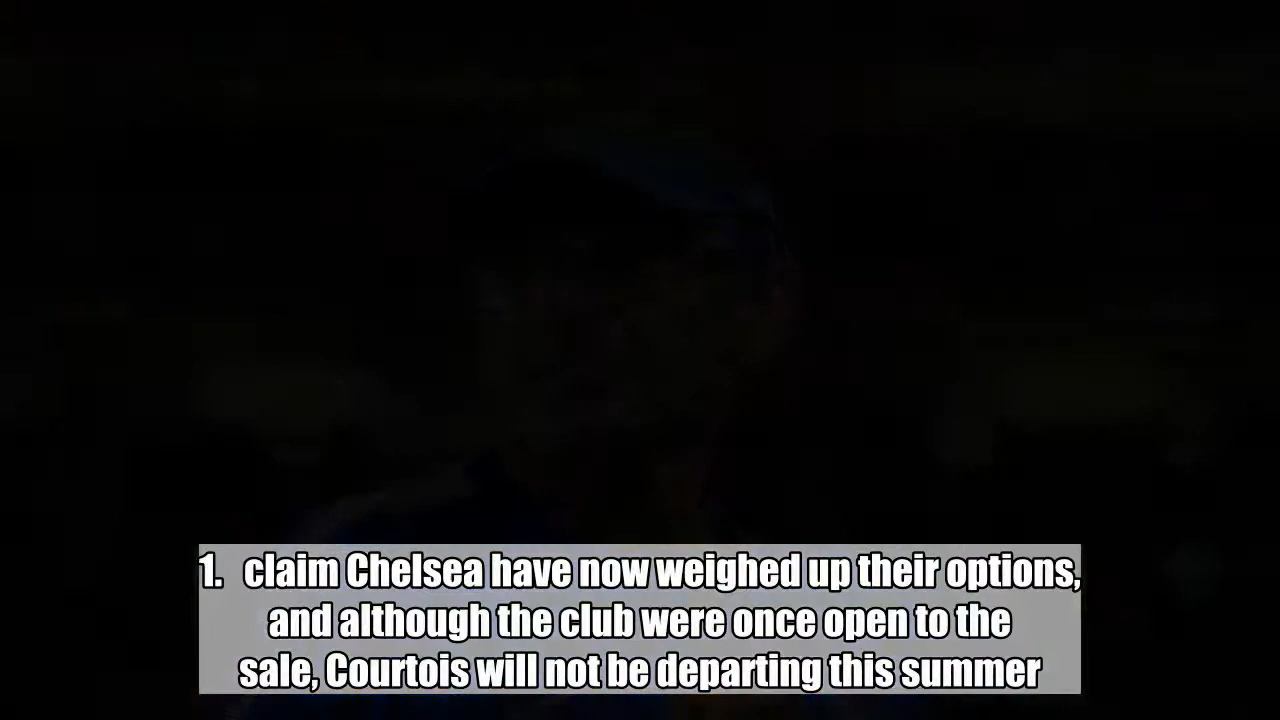 1. claim Chelsea have now weighed up their options,
and although the club were once open to the
sale, Courtois will not be departing this summer